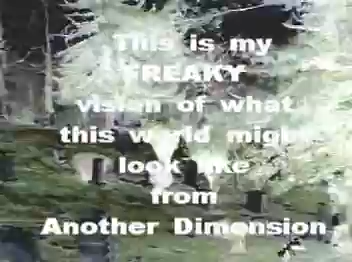 This is my
FREAKY
vision of what
this world might
look like
from
Another Dimension